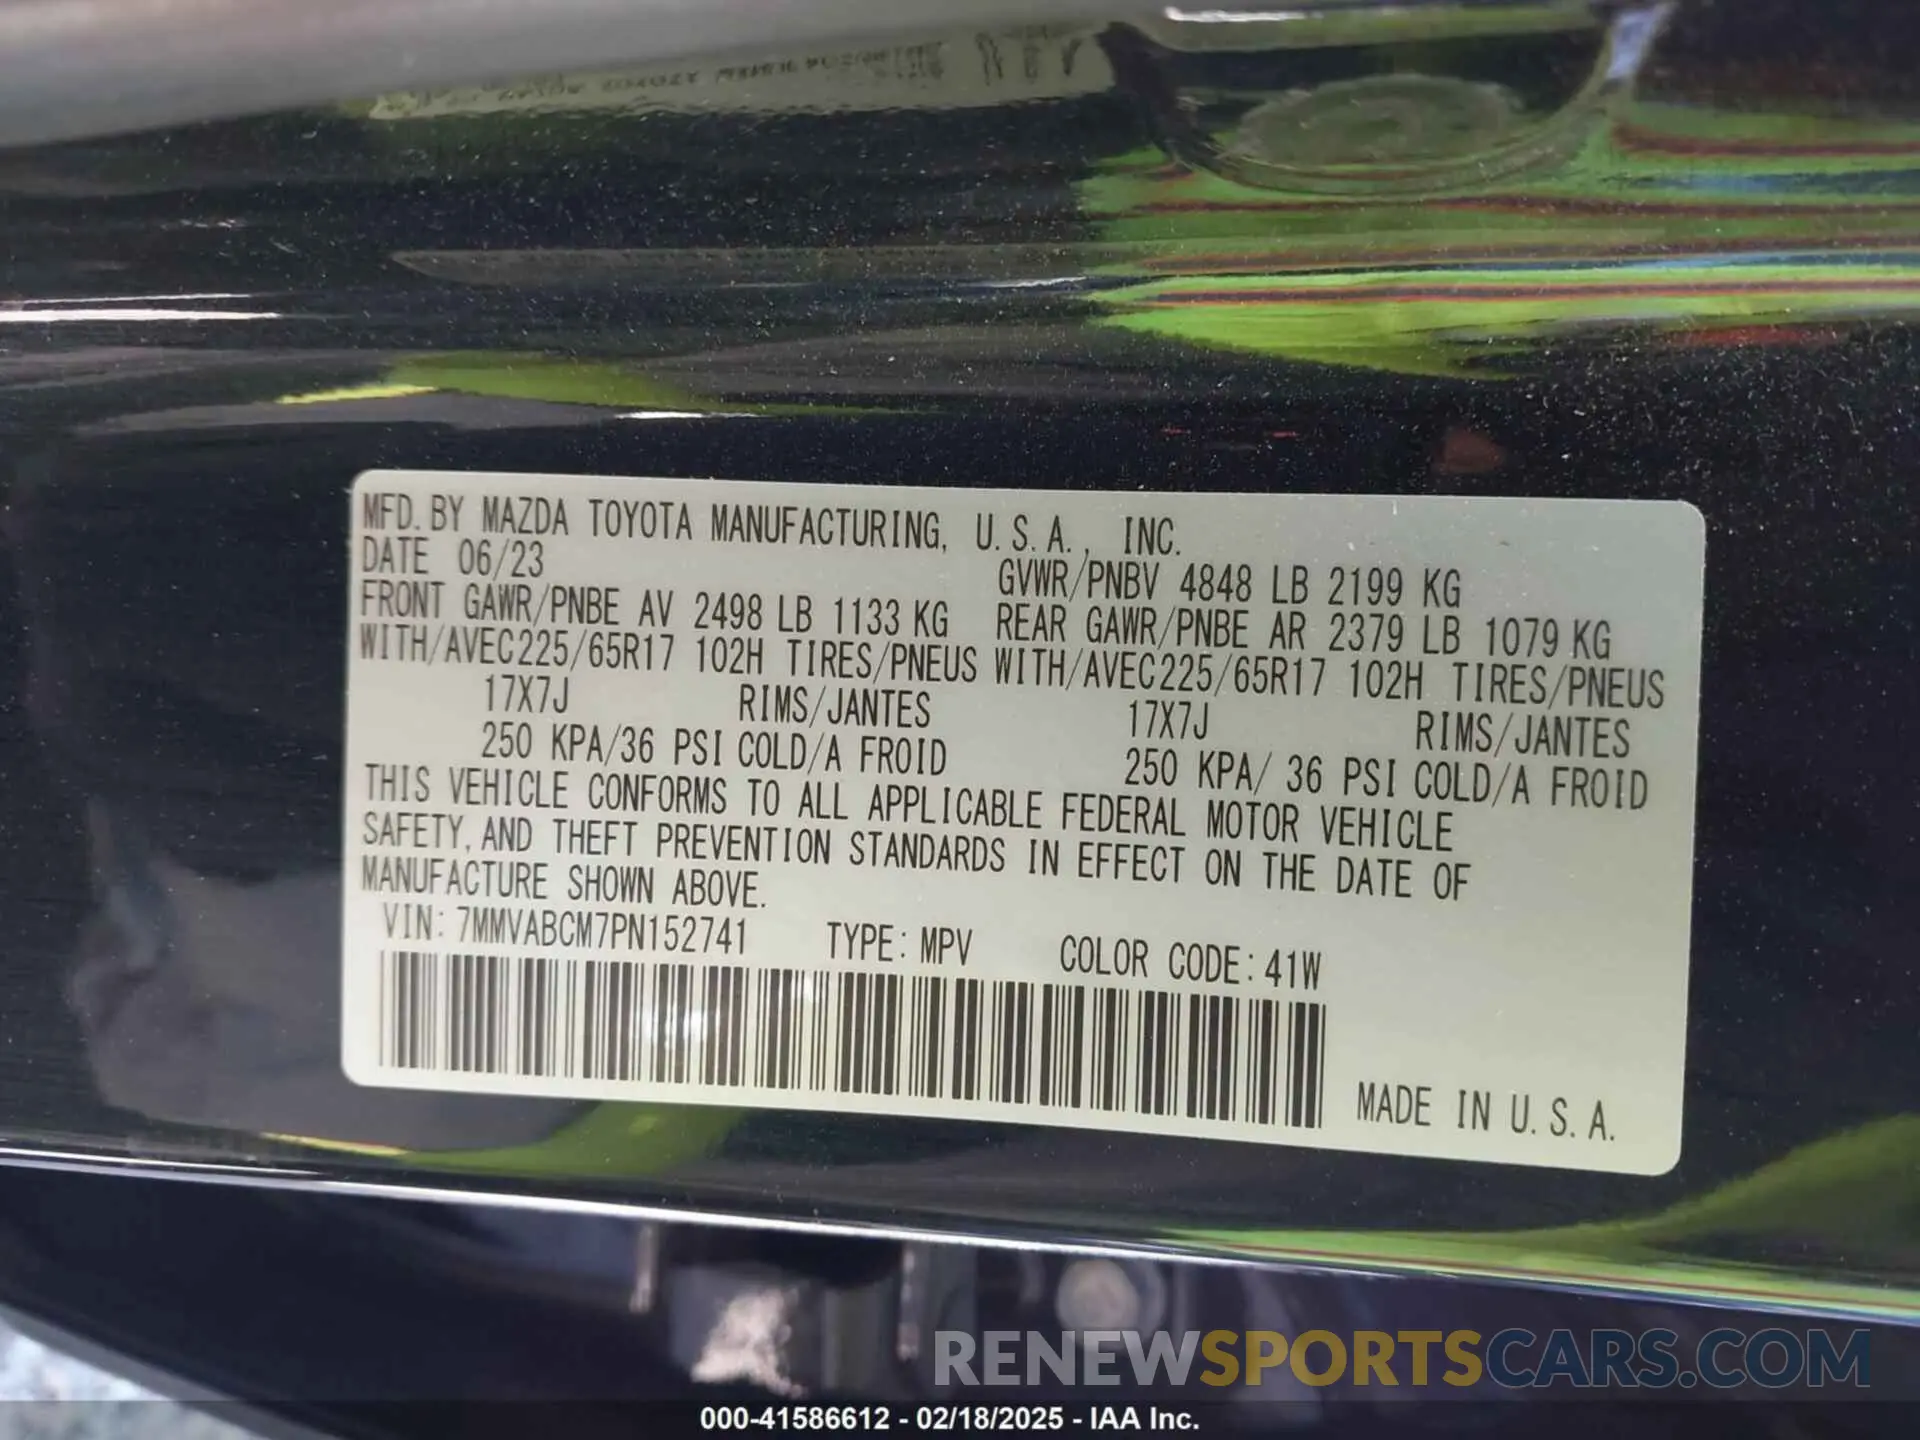 MFD. BY MAZDA TOYOTA MANUFACTURING, U.S.A., INC.
DATE 06/23
GVWR/PNBV 4848 LB 2199 KG
FRONT GAWR/PNBE AV 2498 LB 1133 KG REAR GAWR/PNBE AR 2379 LB 1079 KG
WITH/AVEC225/65R17 102H TIRES/PNEUS WITH/AVEC225/65R17 102H TIRES/PNEUS
17X7J RIMS/JANTES 17X7J RIMS/JANTES
250 KPA/36 PSI COLD/A FROID 250 KPA/ 36 PSI COLD/A FROID
THIS VEHICLE CONFORMS TO ALL APPLICABLE FEDERAL MOTOR VEHICLE
SAFETY, AND THEFT PREVENTION STANDARDS IN EFFECT ON THE DATE OF
MANUFACTURE SHOWN ABOVE.
VIN: 7MMVABCM7PN152741 TYPE: MPV COLOR CODE: 41W
MADE IN U.S.A.
RENEWSPORTSCARS.COM
000-41586612 - 02/18/2025 - IAA Inc.